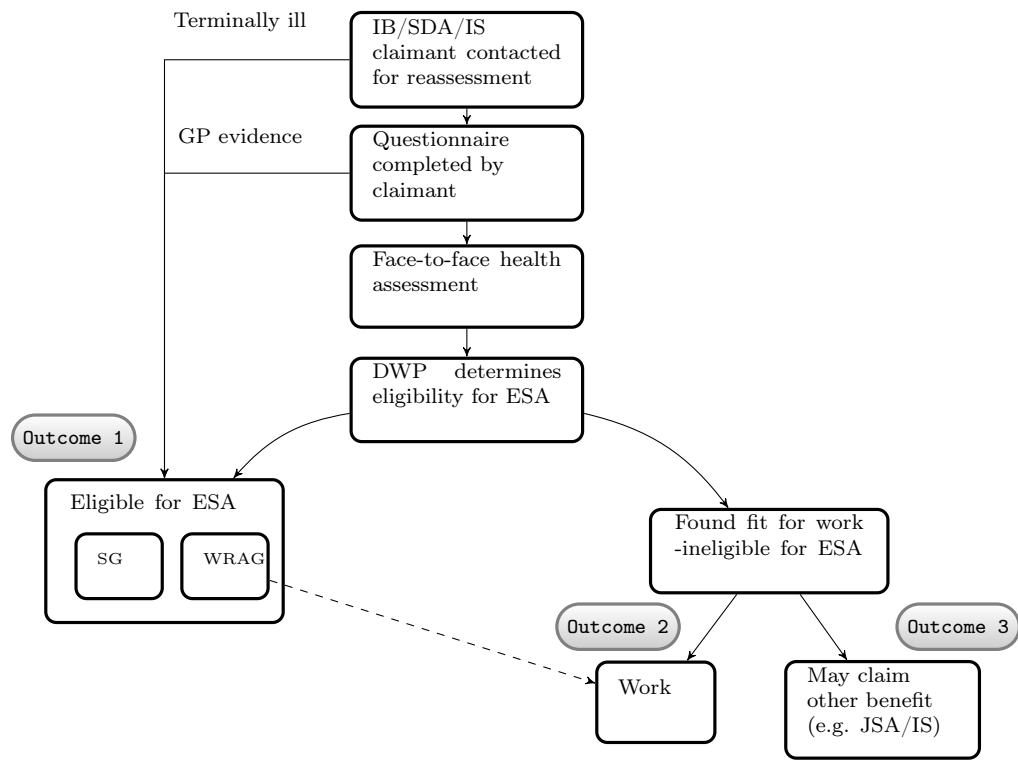 Terminally ill
IB/SDA/IS
claimant contacted
for reassessment
GP evidence
Questionnaire
completed by
claimant
Face-to-face health
assessment
DWP determines
eligibility for ESA
Outcome 1
Eligible for ESA
SG
WRAG
Found fit for work
-ineligible for ESA
Outcome 2
Outcome 3
Work
May claim
other benefit
(e.g. JSA/IS)